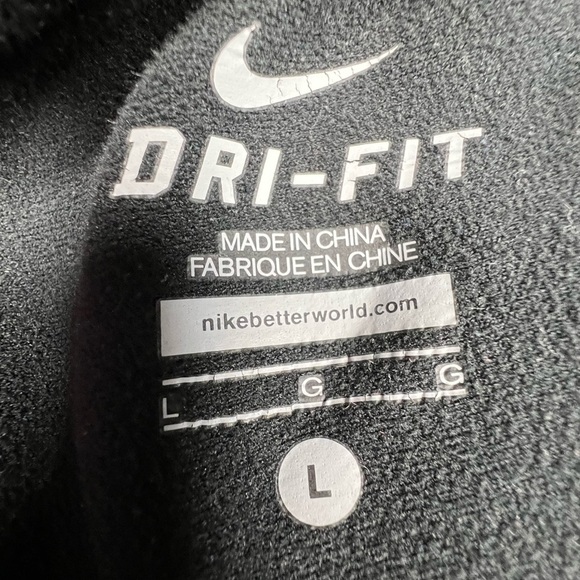 DRI-FIT
MADE IN CHINA
FABRIQUE EN CHINE
nikebetterworld.com
L G G
L